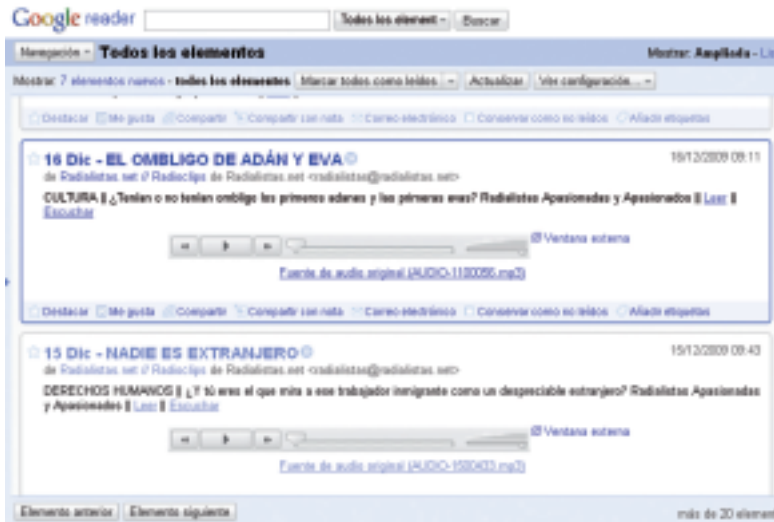 Google reader Todos los element Buscar
Navegación Todos los elementos Mostrar: Ampliada - Lis
Mostrar: 7 elementos nuevos - todos los elementos Marcar todos como leídos Actualizar Ver configuración...
Destacar Me gusta Compartir Compartir con nota Correo electrónico Conservar como no leídos Añadir etiquetas
16 Dic - EL OMBLIGO DE ADÁN Y EVA 16/12/2009 09:11
de Radialistas.net // Radioclips de Radialistas.net <radialistas@radialistas.net>
CULTURA || ¿Tenían o no tenían ombligo los primeros adanes y las primeras evas? Radialistas Apasionadas y Apasionados || Leer ||
Escuchar
Ventana externa
Fuente de audio original (AUDIO-1100056.mp3)
Destacar Me gusta Compartir Compartir con nota Correo electrónico Conservar como no leídos Añadir etiquetas
15 Dic - NADIE ES EXTRANJERO 15/12/2009 09:43
de Radialistas.net // Radioclips de Radialistas.net <radialistas@radialistas.net>
DERECHOS HUMANOS || ¿Y tú eres el que mira a ese trabajador inmigrante como un despreciable extranjero? Radialistas Apasionadas
y Apasionados || Leer || Escuchar
Ventana externa
Fuente de audio original (AUDIO-1500433.mp3)
Elemento anterior Elemento siguiente más de 20 elemen